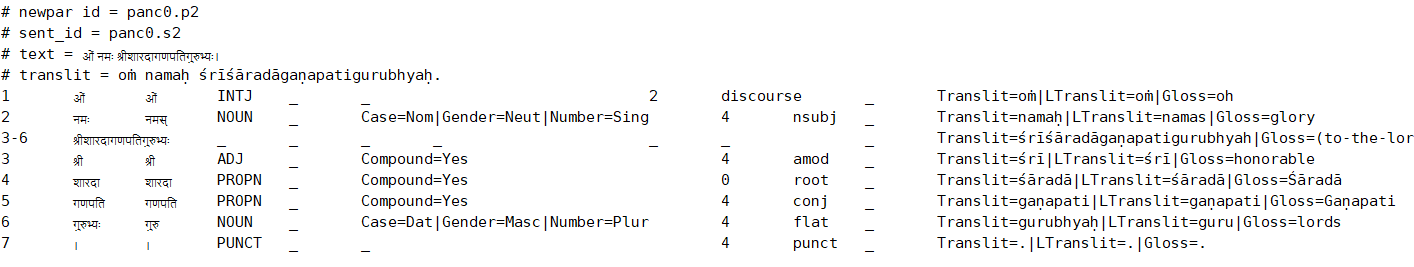 # newpar id = panc0.p2
# sent_id = panc0.s2
# text = ओं नमः श्रीशारदागणपतिगुरुभ्यः।
# translit = oṁ namaḥ śrīśāradāgaṇapatigurubhyaḥ.
1 ओं ओं INTJ _ _ 2 discourse _ Translit=oṁ|LTranslit=oṁ|Gloss=oh
2 नमः नमस् NOUN _ Case=Nom|Gender=Neut|Number=Sing 4 nsubj _ Translit=namaḥ|LTranslit=namas|Gloss=glory
3-6 श्रीशारदागणपतिगुरुभ्यः _ _ _ _ _ _ _ Translit=śrīśāradāgaṇapatigurubhyah|Gloss=(to-the-lor
3 श्री श्री ADJ _ Compound=Yes 4 amod _ Translit=śrī|LTranslit=śrī|Gloss=honorable
4 शारदा शारदा PROPN _ Compound=Yes 0 root _ Translit=śāradā|LTranslit=śāradā|Gloss=Śāradā
5 गणपति गणपति PROPN _ Compound=Yes 4 conj _ Translit=gaṇapati|LTranslit=gaṇapati|Gloss=Gaṇapati
6 गुरुभ्यः गुरु NOUN _ Case=Dat|Gender=Masc|Number=Plur 4 flat _ Translit=gurubhyaḥ|LTranslit=guru|Gloss=lords
7 । । PUNCT _ _ 4 punct _ Translit=.|LTranslit=.|Gloss=.